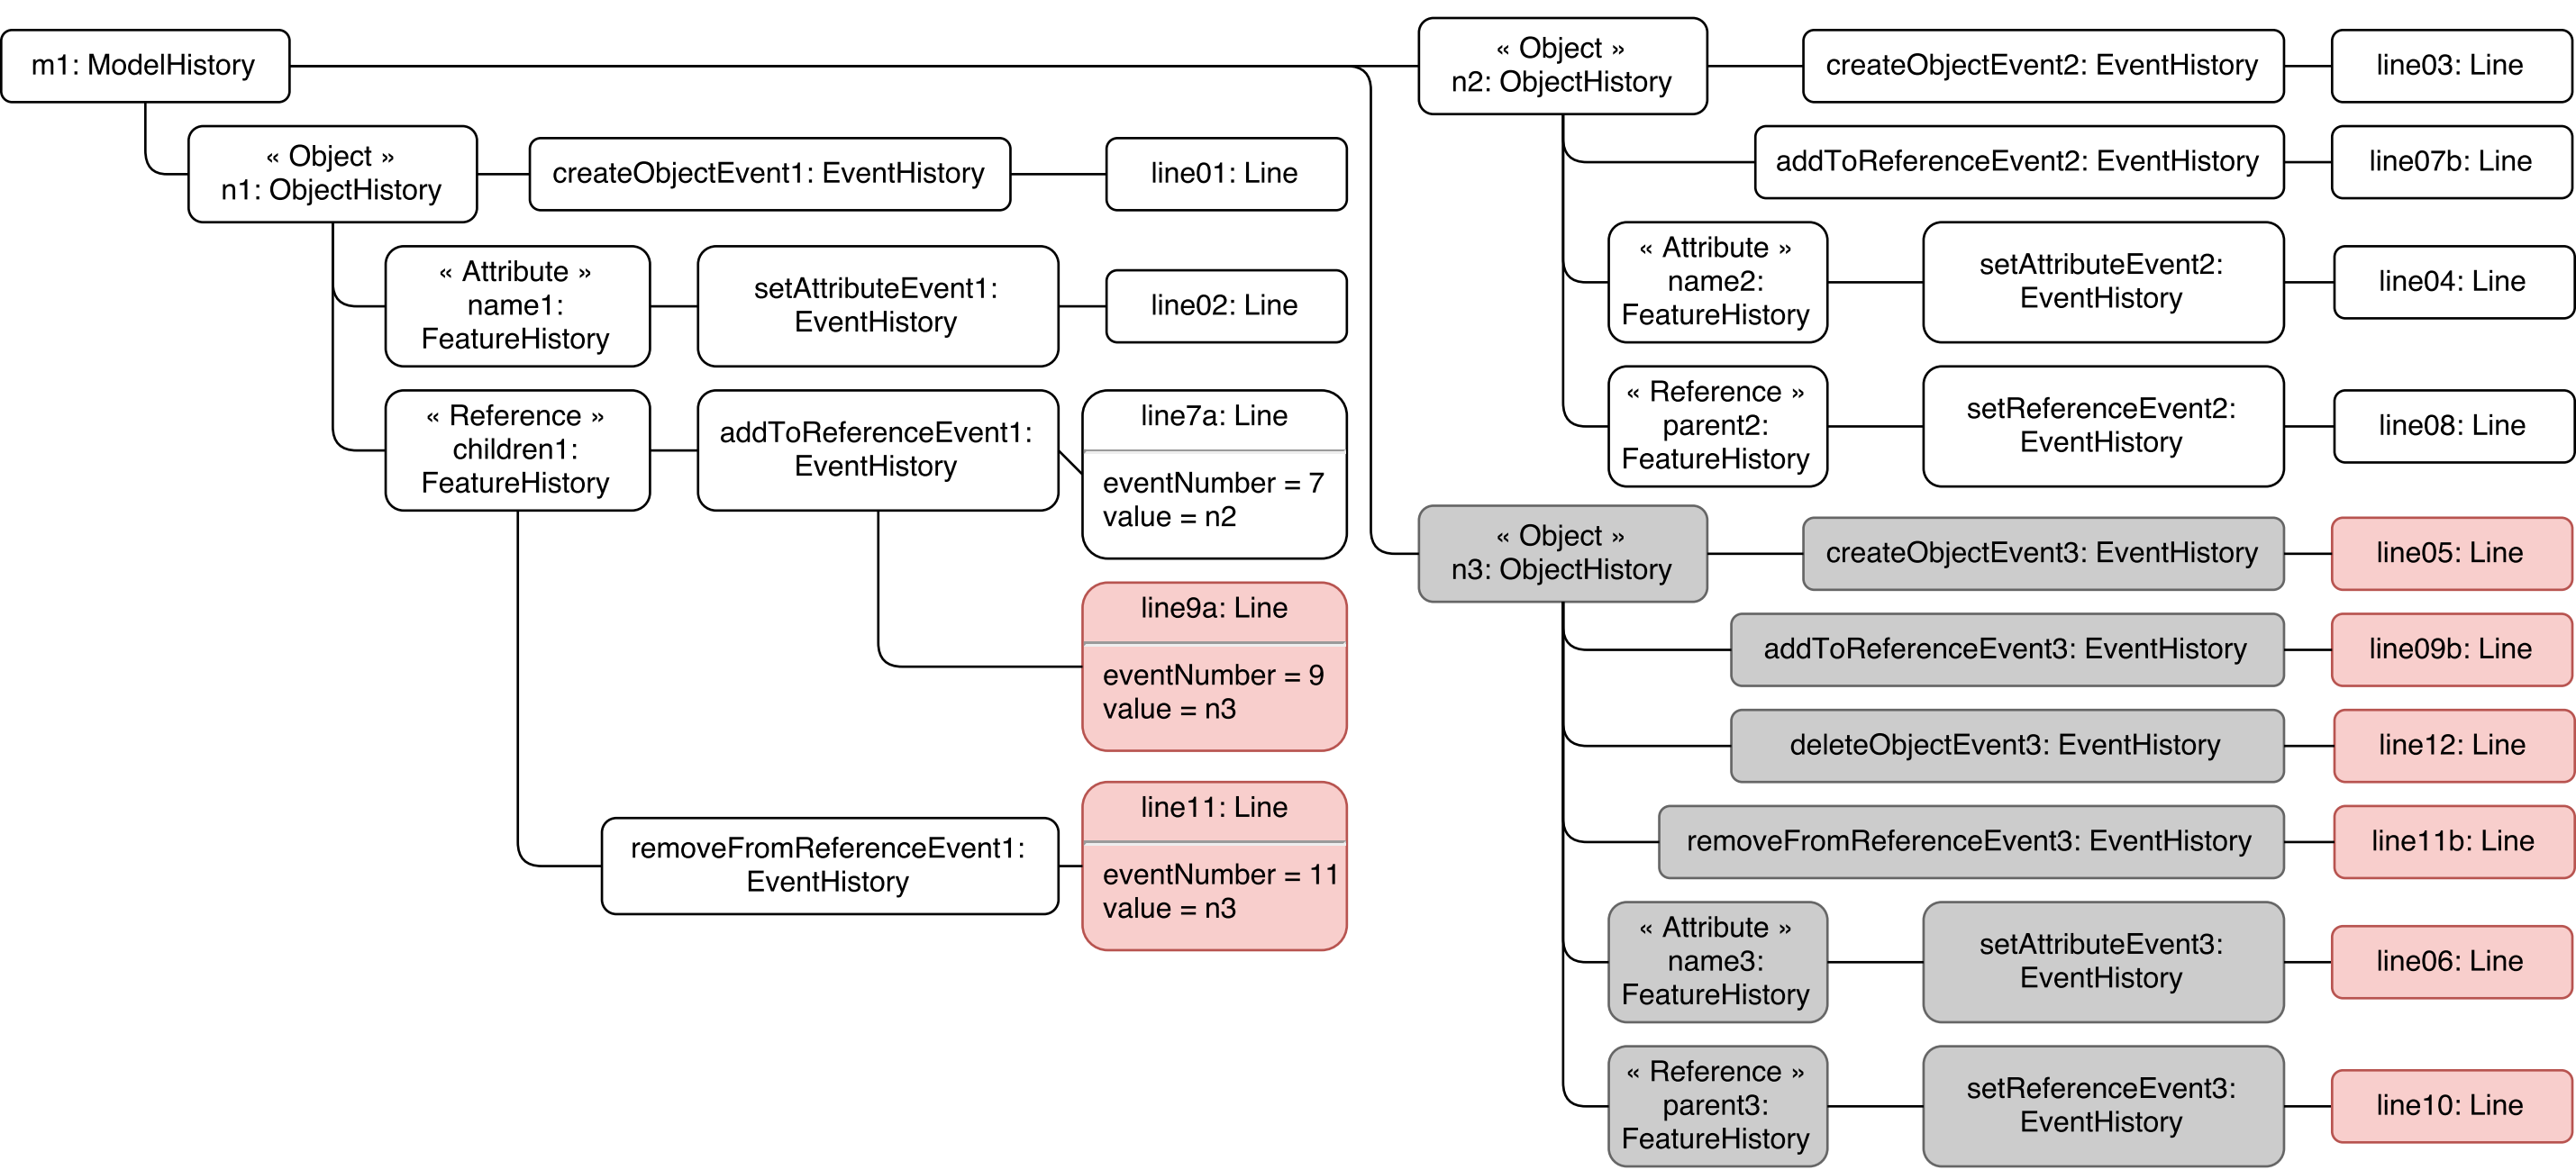 m1: ModelHistory
« Object »
n1: ObjectHistory
createObjectEvent1: EventHistory
line01: Line
« Attribute »
name1:
FeatureHistory
setAttributeEvent1:
EventHistory
line02: Line
« Reference »
children1:
FeatureHistory
addToReferenceEvent1:
EventHistory
line7a: Line
eventNumber = 7
value = n2
line9a: Line
eventNumber = 9
value = n3
removeFromReferenceEvent1:
EventHistory
line11: Line
eventNumber = 11
value = n3
« Object »
n2: ObjectHistory
createObjectEvent2: EventHistory
line03: Line
addToReferenceEvent2: EventHistory
line07b: Line
« Attribute »
name2:
FeatureHistory
setAttributeEvent2:
EventHistory
line04: Line
« Reference »
parent2:
FeatureHistory
setReferenceEvent2:
EventHistory
line08: Line
« Object »
n3: ObjectHistory
createObjectEvent3: EventHistory
line05: Line
addToReferenceEvent3: EventHistory
line09b: Line
deleteObjectEvent3: EventHistory
line12: Line
removeFromReferenceEvent3: EventHistory
line11b: Line
« Attribute »
name3:
FeatureHistory
setAttributeEvent3:
EventHistory
line06: Line
« Reference »
parent3:
FeatureHistory
setReferenceEvent3:
EventHistory
line10: Line